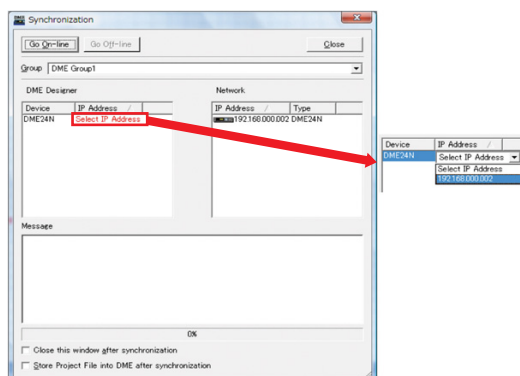 Synchronization
Go On-line Go Off-line Close
Group DME Group1
DME Designer Network
Device IP Address / IP Address / Type
DME24N Select IP Address 192.168.000.002 DME24N
Device IP Address /
DME24N Select IP Address
Select IP Address
192.168.000.002
Message
0%
Close this window after synchronization
Store Project File into DME after synchronization